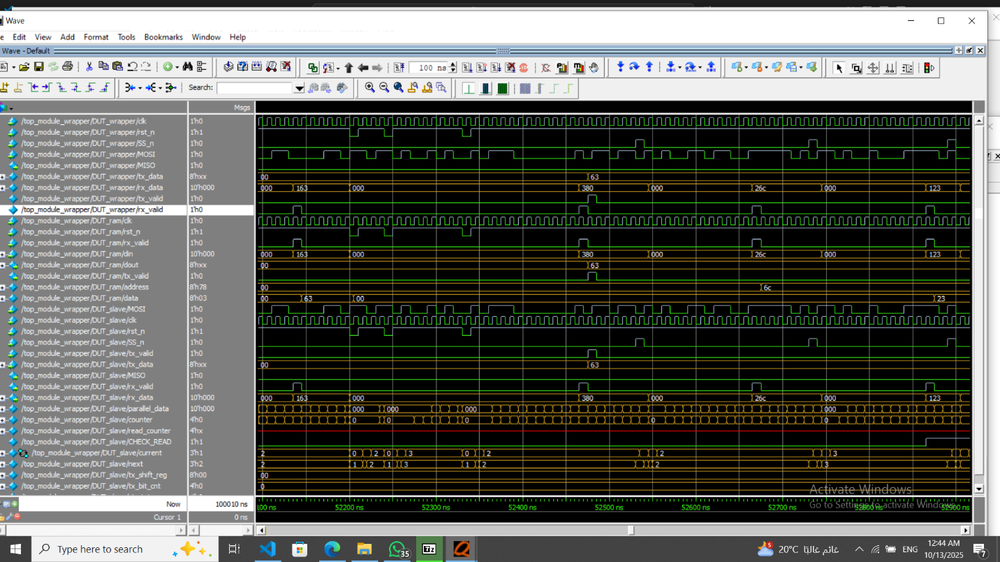 Wave
e Edit View Add Format Tools Bookmarks Window Help
Wave - Default
100 ns
Search:
Msgs
/top_module_wrapper/DUT_wrapper/clk 1'h0
/top_module_wrapper/DUT_wrapper/rst_n 1'h1
/top_module_wrapper/DUT_wrapper/SS_n 1'h0
/top_module_wrapper/DUT_wrapper/MOSI 1'h0
/top_module_wrapper/DUT_wrapper/MISO 1'h0
/top_module_wrapper/DUT_wrapper/tx_data 8'hxx 00 63
/top_module_wrapper/DUT_wrapper/rx_data 10'h000 000 163 000 380 000 26c 000 123
/top_module_wrapper/DUT_wrapper/tx_valid 1'h0
/top_module_wrapper/DUT_wrapper/rx_valid 1'h0
/top_module_wrapper/DUT_ram/clk 1'h0
/top_module_wrapper/DUT_ram/rst_n 1'h1
/top_module_wrapper/DUT_ram/rx_valid 1'h0
/top_module_wrapper/DUT_ram/din 10'h000 000 163 000 380 000 26c 000 123
/top_module_wrapper/DUT_ram/dout 8'hxx 00 63
/top_module_wrapper/DUT_ram/tx_valid 1'h0
/top_module_wrapper/DUT_ram/address 8'h78 00 6c
/top_module_wrapper/DUT_ram/data 8'h03 00 63 00 23
/top_module_wrapper/DUT_slave/MOSI 1'h0
/top_module_wrapper/DUT_slave/clk 1'h0
/top_module_wrapper/DUT_slave/rst_n 1'h1
/top_module_wrapper/DUT_slave/SS_n 1'h0
/top_module_wrapper/DUT_slave/tx_valid 1'h0
/top_module_wrapper/DUT_slave/tx_data 8'hxx 00 63
/top_module_wrapper/DUT_slave/MISO 1'h0
/top_module_wrapper/DUT_slave/rx_valid 1'h0
/top_module_wrapper/DUT_slave/rx_data 10'h000 000 163 000 380 000 26c 000 123
/top_module_wrapper/DUT_slave/parallel_data 10'h000 000 000 000 000
/top_module_wrapper/DUT_slave/counter 4'h0 0 0 0 0 0
/top_module_wrapper/DUT_slave/read_counter 4'hx
/top_module_wrapper/DUT_slave/CHECK_READ 1'h1
/top_module_wrapper/DUT_slave/current 3'h1 2 0 2 0 3 0 2 2 3
/top_module_wrapper/DUT_slave/next 3'h2 2 1 2 1 3 1 2 2 3
/top_module_wrapper/DUT_slave/tx_shift_reg 8'h00 00
/top_module_wrapper/DUT_slave/tx_bit_cnt 4'h0 0
Activate Windows
Go to Settings to activate Windows.
Now 100010 ns 100 ns 52200 ns 52300 ns 52400 ns 52500 ns 52600 ns 52700 ns 52800 ns 52900 ns
Cursor 1 0 ns
Type here to search
35
5
20°C غائم غالبًا
ENG
12:44 AM
10/13/2025
7